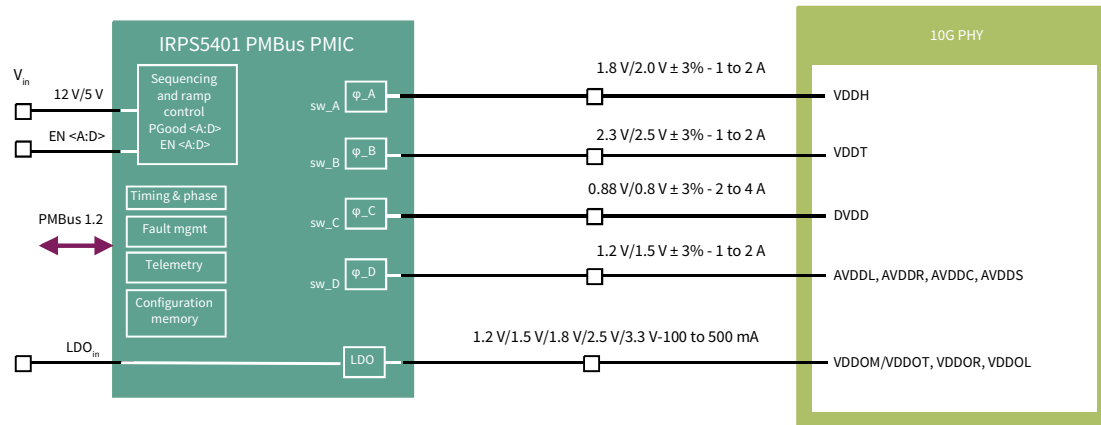 IRPS5401 PMBus PMIC
10G PHY
V_in
12 V/5 V
EN <A:D>
Sequencing
and ramp
control
PGood <A:D>
EN <A:D>
Timing & phase
PMBus 1.2
Fault mgmt
Telemetry
Configuration
memory
LDO_in
sw_A
φ_A
1.8 V/2.0 V ± 3% - 1 to 2 A
VDDH
sw_B
φ_B
2.3 V/2.5 V ± 3% - 1 to 2 A
VDDT
sw_C
φ_C
0.88 V/0.8 V ± 3% - 2 to 4 A
DVDD
sw_D
φ_D
1.2 V/1.5 V ± 3% - 1 to 2 A
AVDDL, AVDDR, AVDDC, AVDDS
LDO
1.2 V/1.5 V/1.8 V/2.5 V/3.3 V-100 to 500 mA
VDDOM/VDDOT, VDDOR, VDDOL